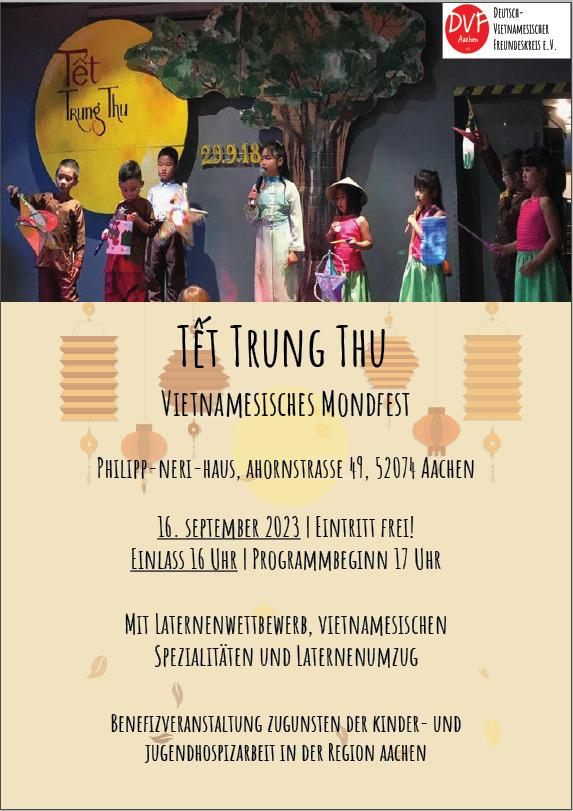 DVF
Aachen
e.V.
Deutsch-
Vietnamesischer
Freundeskreis e.V.
Tết
Trung Thu
29.9.18
Tết Trung Thu
Vietnamesisches Mondfest
Philipp-neri-haus, ahornstrasse 49, 52074 Aachen
16. september 2023 | Eintritt frei!
Einlass 16 Uhr | Programmbeginn 17 Uhr
Mit Laternenwettbewerb, vietnamesischen
Spezialitäten und Laternenumzug
Benefizveranstaltung zugunsten der kinder- und
jugendhospizarbeit in der Region aachen